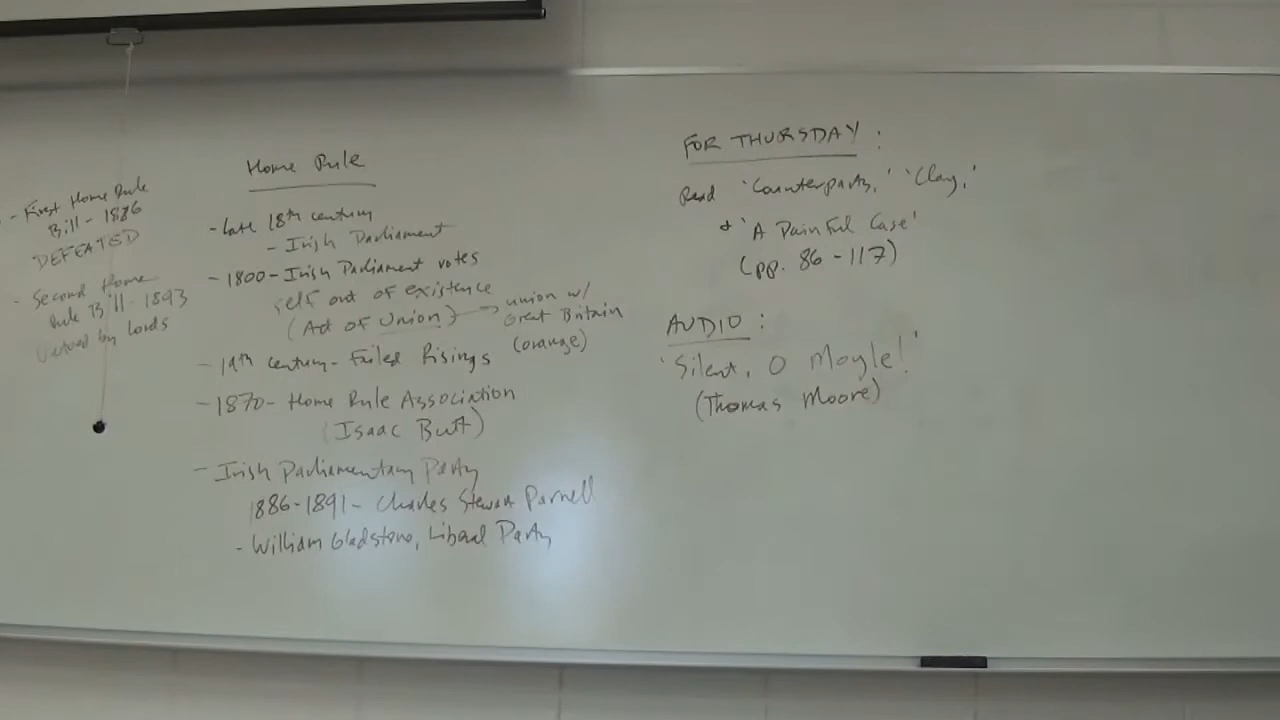 - First Home Rule
Bill - 1886
DEFEATED
- Second Home
Rule Bill - 1893
Vetoed by Lords
Home Rule
- Late 18th century
- Irish Parliament
- 1800 - Irish Parliament votes
self out of existence
(Act of Union) → union w/
Great Britain
(orange)
- 19th century - Failed Risings
- 1870 - Home Rule Association
(Isaac Butt)
- Irish Parliamentary Party
1886-1891 - Charles Stewart Parnell
- William Gladstone, Liberal Party
FOR THURSDAY:
Read 'Counterparts,' 'Clay,'
+ 'A Painful Case'
(pp. 86-117)
AUDIO:
'Silent, O Moyle!'
(Thomas Moore)